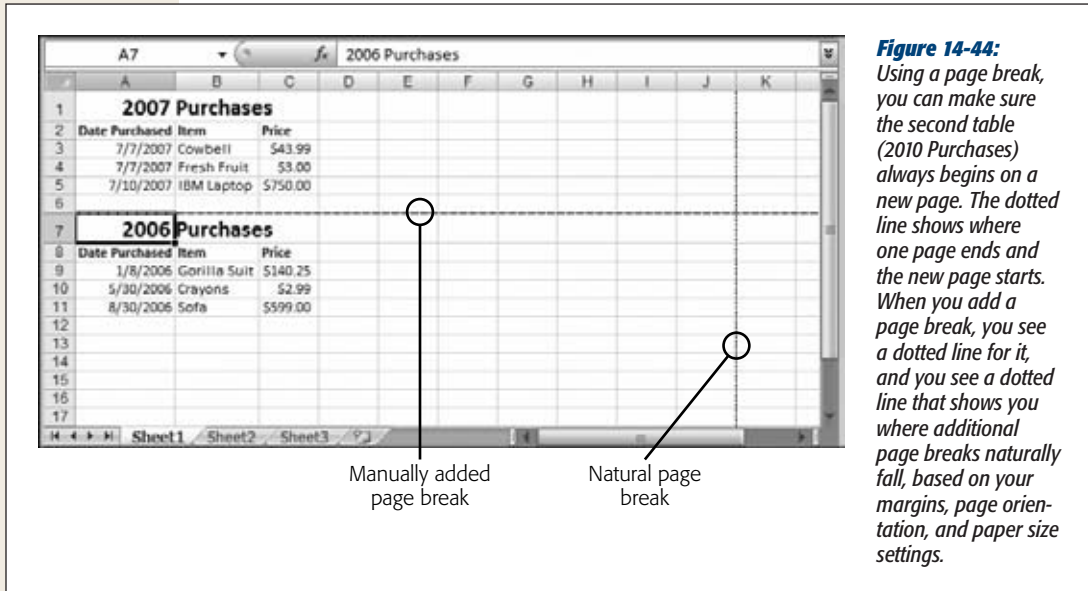 A7 fx 2006 Purchases
A B C D E F G H I J K
1 2007 Purchases
2 Date Purchased Item Price
3 7/7/2007 Cowbell $43.99
4 7/7/2007 Fresh Fruit $3.00
5 7/10/2007 IBM Laptop $750.00
6
7 2006 Purchases
8 Date Purchased Item Price
9 1/8/2006 Gorilla Suit $140.25
10 5/30/2006 Crayons $2.99
11 8/30/2006 Sofa $599.00
12
13
14
15
16
17
Sheet1 Sheet2 Sheet3
Manually added
page break
Natural page
break
Figure 14-44:
Using a page break,
you can make sure
the second table
(2010 Purchases)
always begins on a
new page. The dotted
line shows where
one page ends and
the new page starts.
When you add a
page break, you see
a dotted line for it,
and you see a dotted
line that shows you
where additional
page breaks naturally
fall, based on your
margins, page orien-
tation, and paper size
settings.